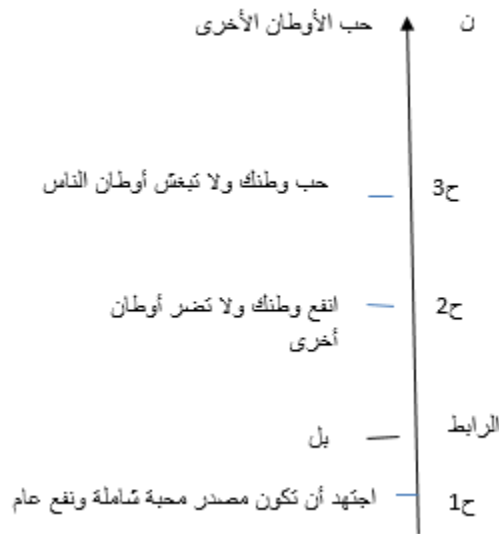 ن حب الأوطان الأخرى
ح3 حب وطنك ولا تبغض أوطان الناس
ح2 انفع وطنك ولا تضر أوطان
أخرى
الرابط بل
ح1 اجتهد أن تكون مصدر محبة شاملة ونفع عام